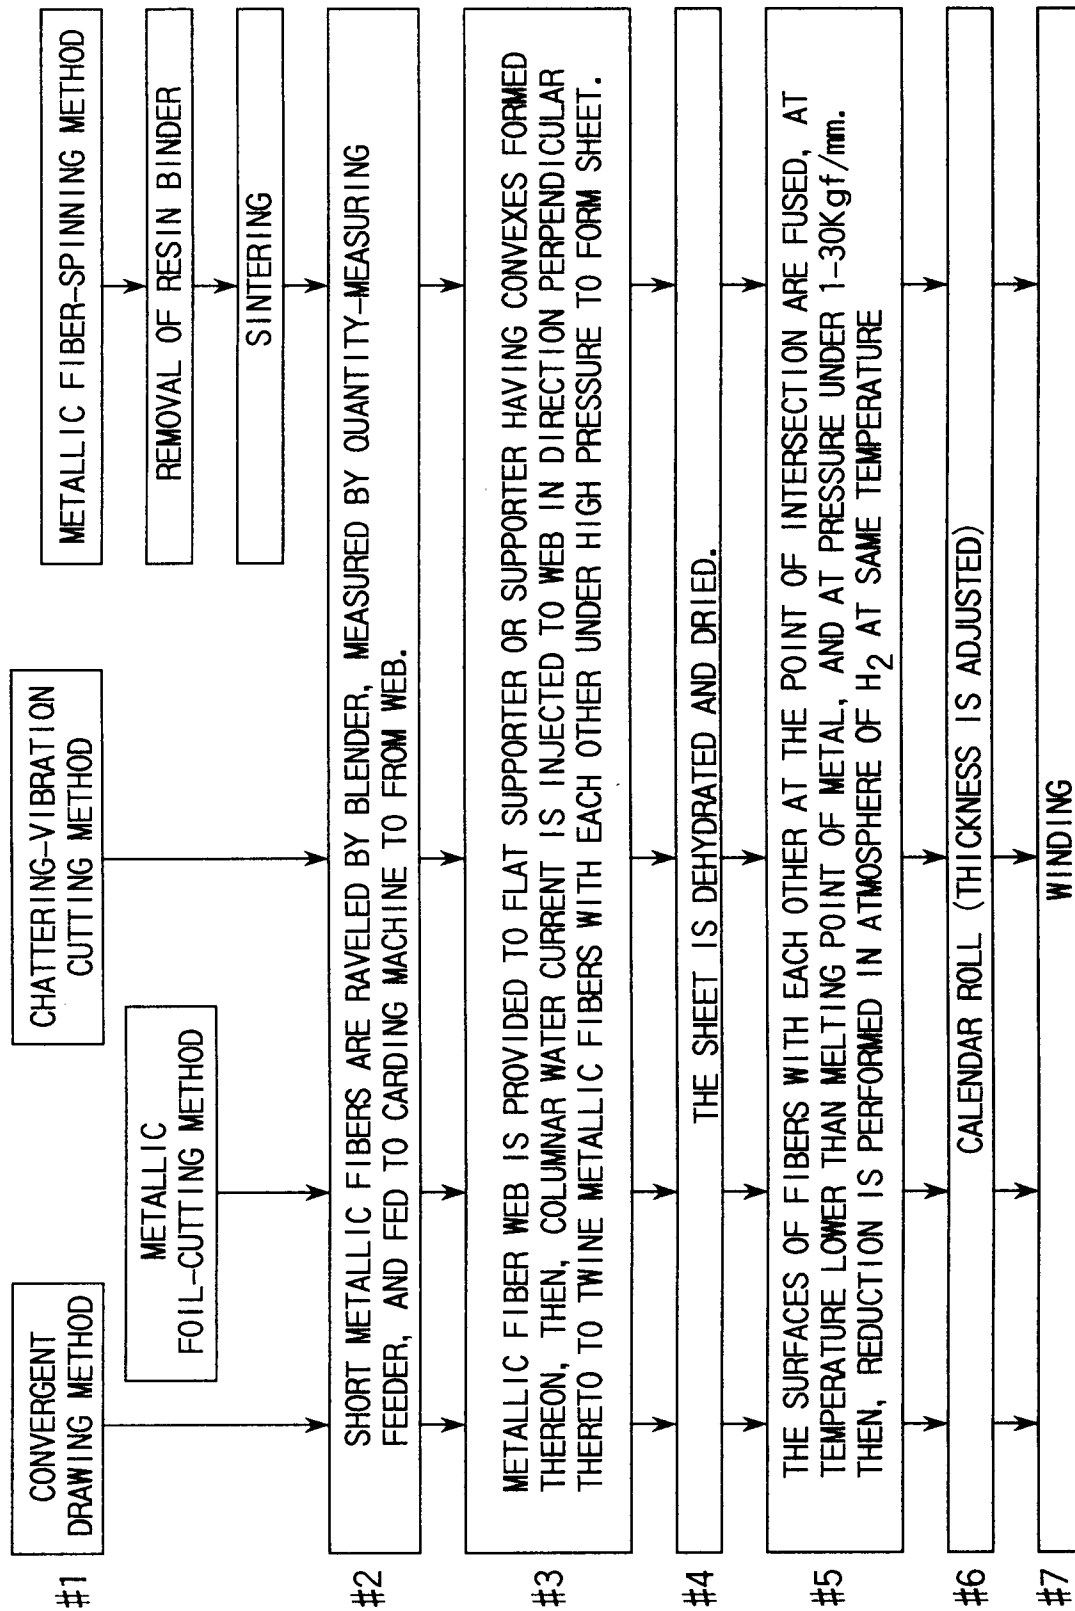 #1
CONVERGENT
DRAWING METHOD
METALLIC
FOIL-CUTTING METHOD
CHATTERING-VIBRATION
CUTTING METHOD
METALLIC FIBER-SPINNING METHOD
REMOVAL OF RESIN BINDER
SINTERING
#2
SHORT METALLIC FIBERS ARE RAVELED BY BLENDER, MEASURED BY QUANTITY-MEASURING
FEEDER, AND FED TO CARDING MACHINE TO FROM WEB.
#3
METALLIC FIBER WEB IS PROVIDED TO FLAT SUPPORTER OR SUPPORTER HAVING CONVEXES FORMED
THEREON, THEN, COLUMNAR WATER CURRENT IS INJECTED TO WEB IN DIRECTION PERPENDICULAR
THERETO TO TWINE METALLIC FIBERS WITH EACH OTHER UNDER HIGH PRESSURE TO FORM SHEET.
#4
THE SHEET IS DEHYDRATED AND DRIED.
#5
THE SURFACES OF FIBERS WITH EACH OTHER AT THE POINT OF INTERSECTION ARE FUSED, AT
TEMPERATURE LOWER THAN MELTING POINT OF METAL, AND AT PRESSURE UNDER 1-30Kgf/mm.
THEN, REDUCTION IS PERFORMED IN ATMOSPHERE OF H2 AT SAME TEMPERATURE
#6
CALENDAR ROLL (THICKNESS IS ADJUSTED)
#7
WINDING